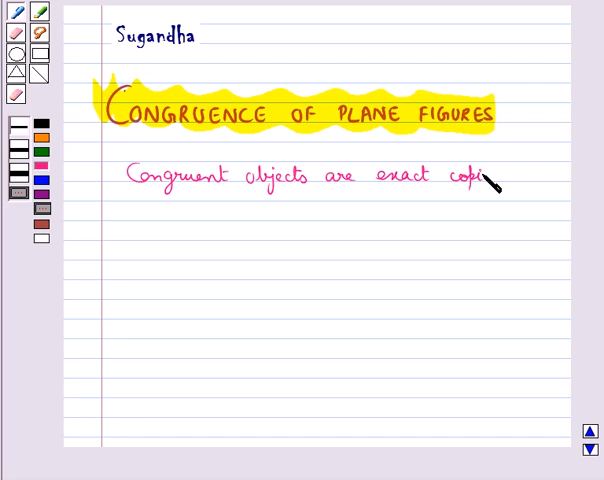 Sugandha
CONGRUENCE OF PLANE FIGURES
Congruent objects are exact copi